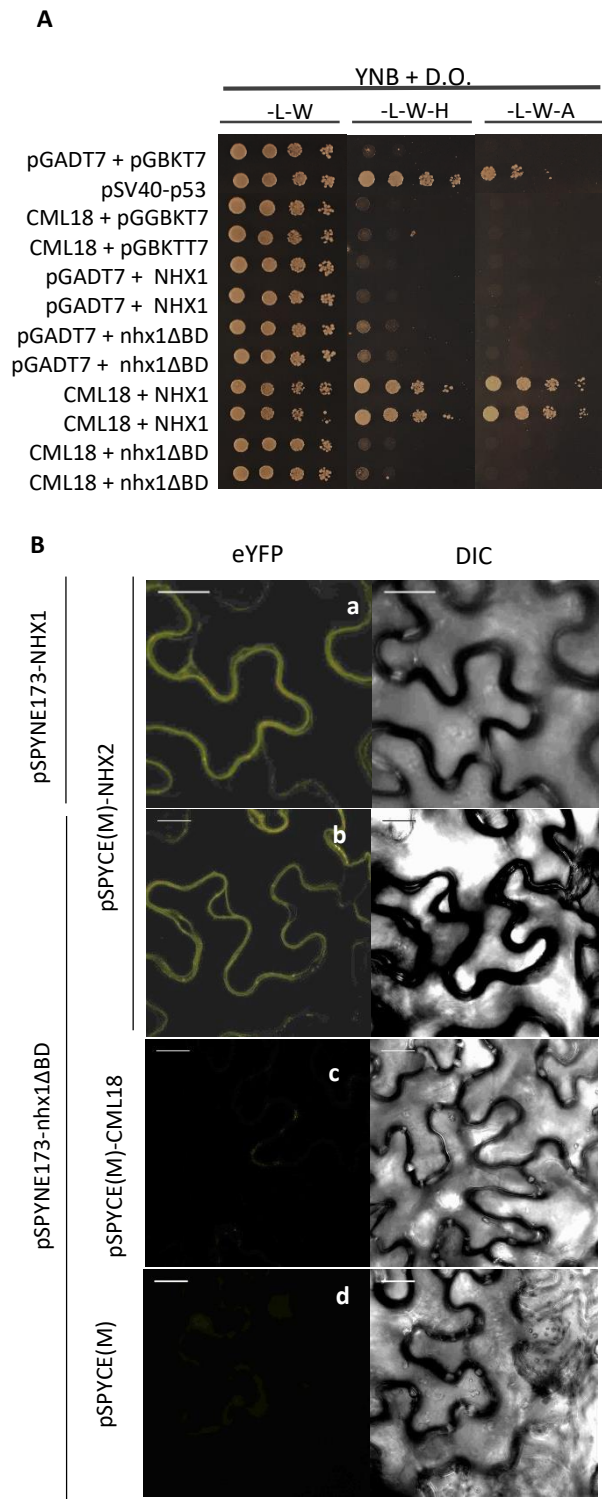 A
YNB + D.O.
-L-W -L-W-H -L-W-A
pGADT7 + pGBKT7
pSV40-p53
CML18 + pGGBKT7
CML18 + pGBKTT7
pGADT7 + NHX1
pGADT7 + NHX1
pGADT7 + nhx1ΔBD
pGADT7 + nhx1ΔBD
CML18 + NHX1
CML18 + NHX1
CML18 + nhx1ΔBD
CML18 + nhx1ΔBD
B
eYFP DIC
pSPYNE173-NHX1
pSPYCE(M)-NHX2
a
b
pSPYNE173-nhx1ΔBD
pSPYCE(M)-CML18
c
pSPYCE(M)
d